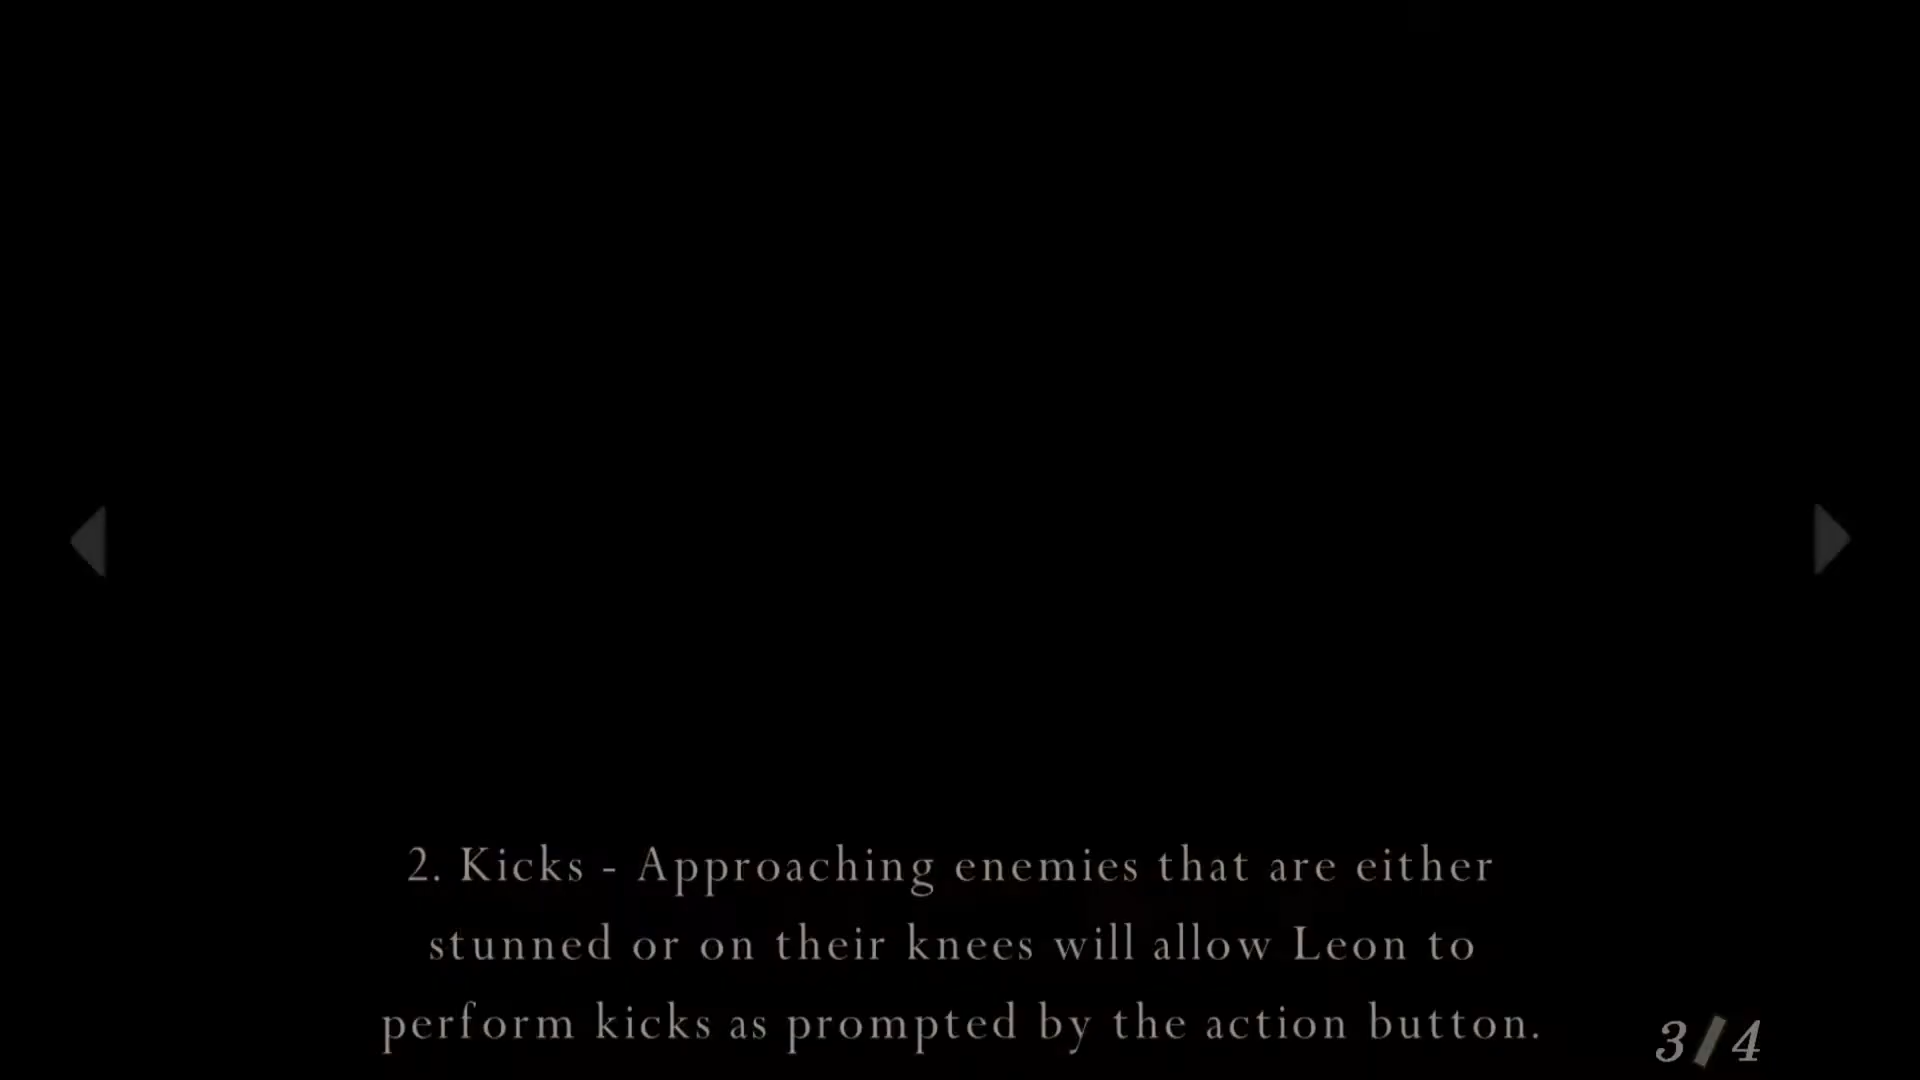 2. Kicks - Approaching enemies that are either
stunned or on their knees will allow Leon to
perform kicks as prompted by the action button.
3/4